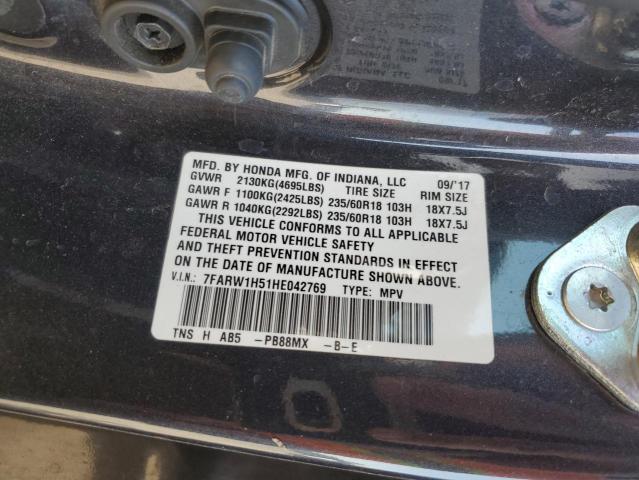 MFD. BY HONDA MFG. OF INDIANA, LLC 09/'17
GVWR 2130KG(4695LBS) TIRE SIZE RIM SIZE
GAWR F 1100KG(2425LBS) 235/60R18 103H 18X7.5J
GAWR R 1040KG(2292LBS) 235/60R18 103H 18X7.5J
THIS VEHICLE CONFORMS TO ALL APPLICABLE
FEDERAL MOTOR VEHICLE SAFETY
AND THEFT PREVENTION STANDARDS IN EFFECT
ON THE DATE OF MANUFACTURE SHOWN ABOVE.
V.I.N.: 7FARW1H51HE042769 TYPE: MPV
TNS H AB5 -PB88MX -B-E